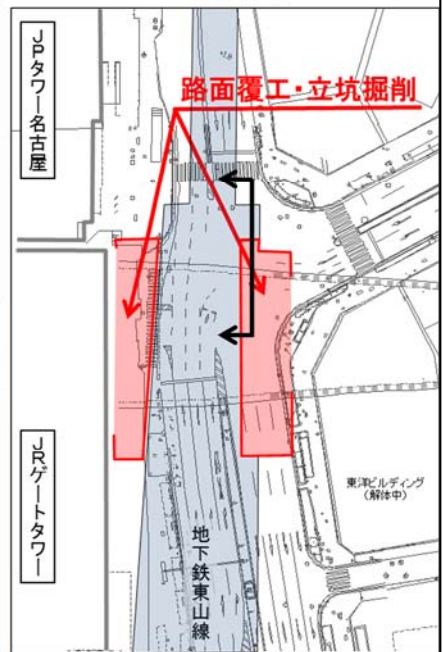 JPタワー名古屋
路面覆工・立坑掘削
JRゲートタワー
地下鉄東山線
東洋ビルディング
(解体中)